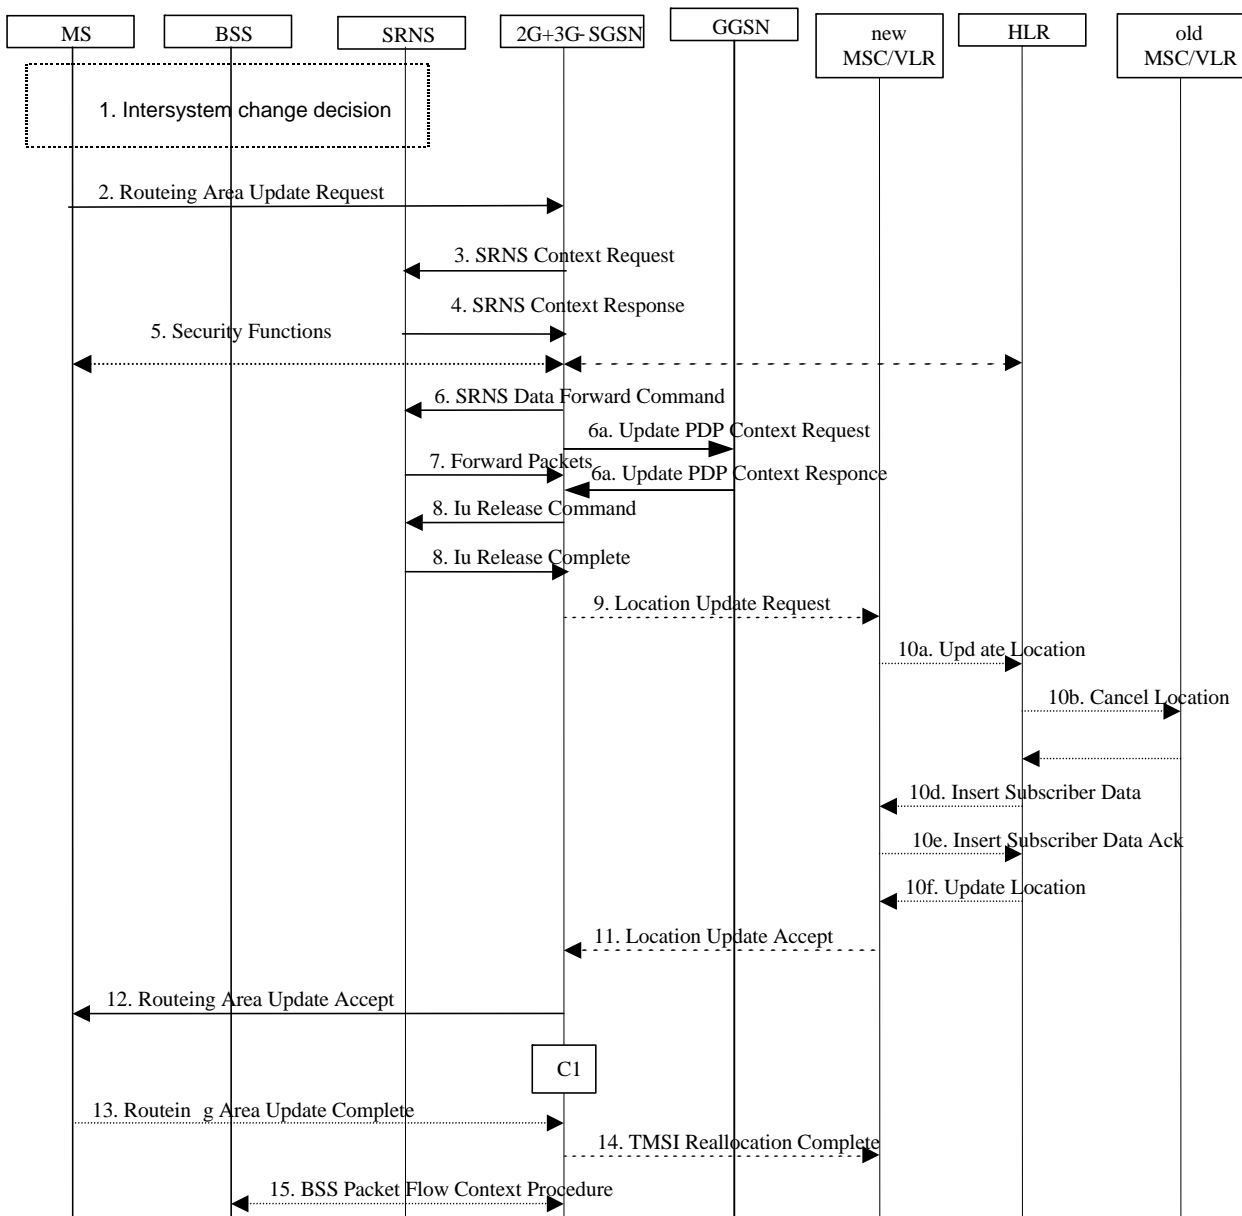 MS
BSS
SRNS
2G+3G- SGSN
GGSN
new
MSC/VLR
HLR
old
MSC/VLR
1. Intersystem change decision
2. Routeing Area Update Request
3. SRNS Context Request
4. SRNS Context Response
5. Security Functions
6. SRNS Data Forward Command
6a. Update PDP Context Request
7. Forward Packets
6a. Update PDP Context Responce
8. Iu Release Command
8. Iu Release Complete
9. Location Update Request
10a. Upd ate Location
10b. Cancel Location
10d. Insert Subscriber Data
10e. Insert Subscriber Data Ack
10f. Update Location
11. Location Update Accept
12. Routeing Area Update Accept
C1
13. Routein g Area Update Complete
14. TMSI Reallocation Complete
15. BSS Packet Flow Context Procedure